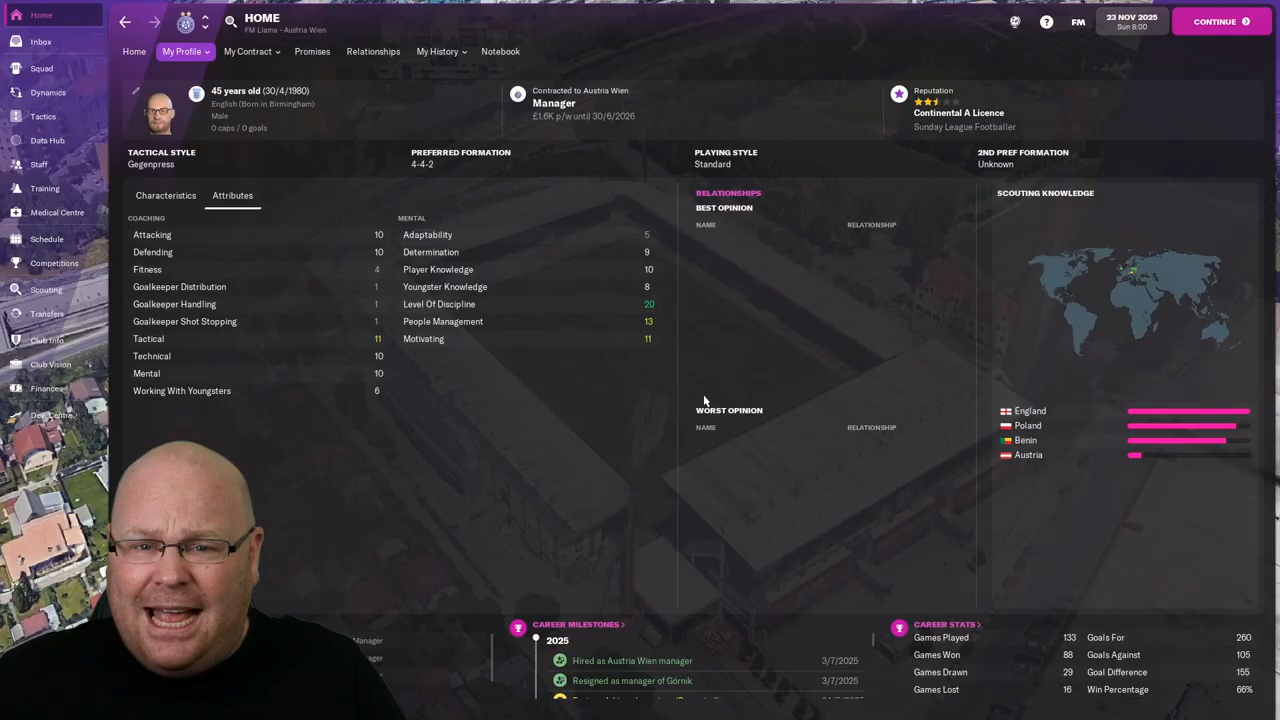 Home
Inbox
Squad
Dynamics
Tactics
Data Hub
Staff
Training
Medical Centre
Schedule
Competitions
Scouting
Transfers
Club Info
Club Vision
Finances
Dev. Centre
HOME
FM Llama - Austria Wien
FM
23 NOV 2025
Sun 8:00
CONTINUE
Home
My Profile
My Contract
Promises
Relationships
My History
Notebook
45 years old (30/4/1980)
English (Born in Birmingham)
Male
0 caps / 0 goals
Contracted to Austria Wien
Manager
£1.6K p/w until 30/6/2026
Reputation
Continental A Licence
Sunday League Footballer
TACTICAL STYLE
Gegenpress
PREFERRED FORMATION
4-4-2
PLAYING STYLE
Standard
2ND PREF FORMATION
Unknown
Characteristics
Attributes
COACHING
Attacking 10
Defending 10
Fitness 4
Goalkeeper Distribution 1
Goalkeeper Handling 1
Goalkeeper Shot Stopping 1
Tactical 11
Technical 10
Mental 10
Working With Youngsters 6
MENTAL
Adaptability 5
Determination 9
Player Knowledge 10
Youngster Knowledge 8
Level Of Discipline 20
People Management 13
Motivating 11
RELATIONSHIPS
BEST OPINION
NAME RELATIONSHIP
WORST OPINION
NAME RELATIONSHIP
SCOUTING KNOWLEDGE
England
Poland
Benin
Austria
Manager
CAREER MILESTONES >
2025
Hired as Austria Wien manager 3/7/2025
Resigned as manager of Górnik 3/7/2025
CAREER STATS >
Games Played 133
Games Won 88
Games Drawn 29
Games Lost 16
Goals For 260
Goals Against 105
Goal Difference 155
Win Percentage 66%